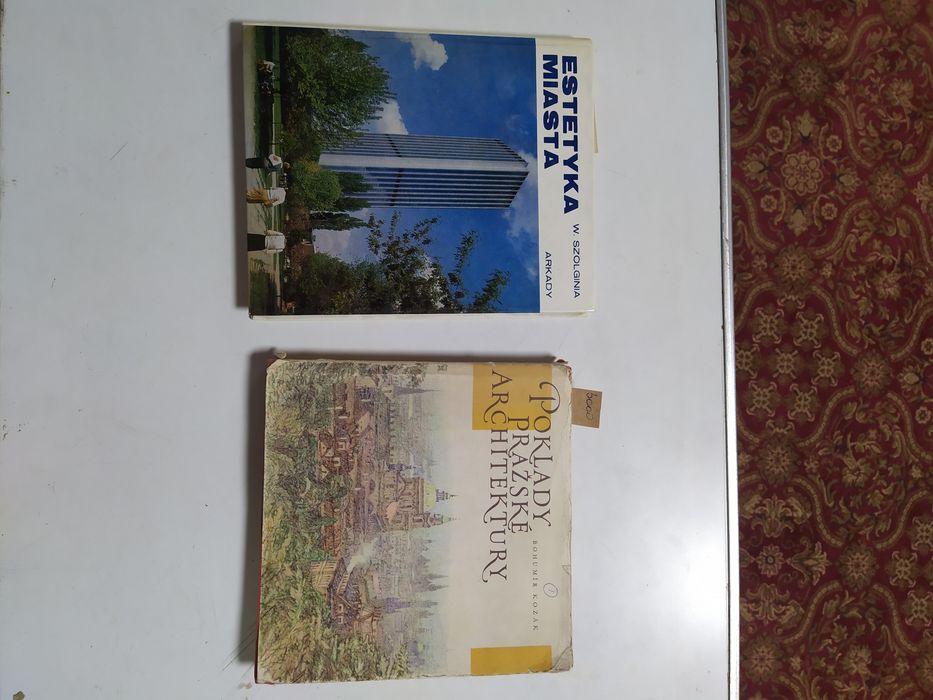 ESTETYKA
MIASTA
W. SZOLGINIA
ARKADY
POKLADY
PRAŽSKÉ
ARCHITEKTURY
BOHUMÍR KOZÁK